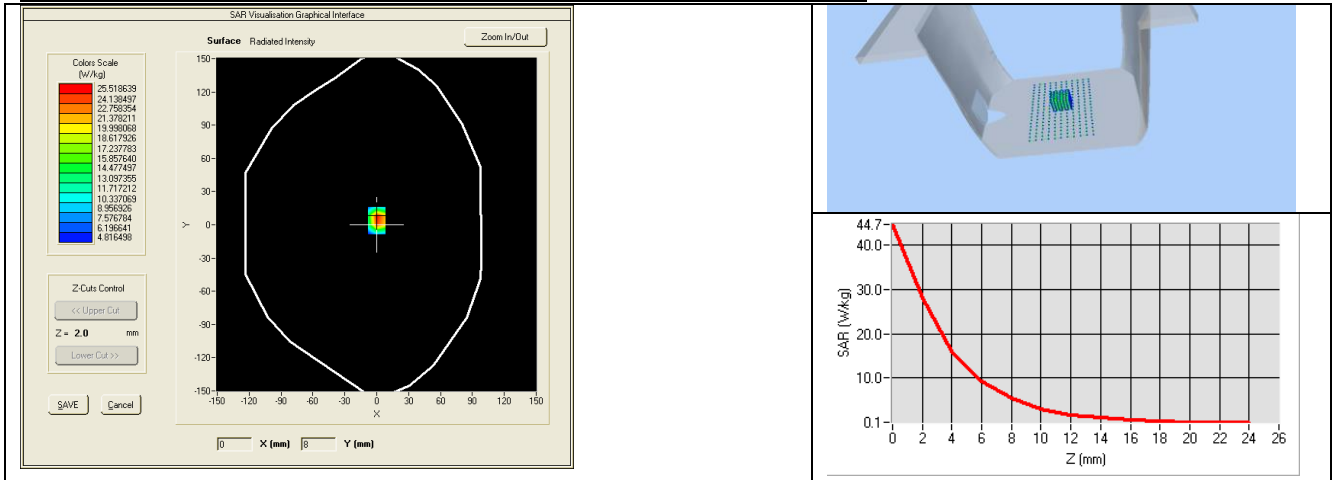 SAR Visualisation Graphical Interface
Surface Radiated Intensity
Zoom In/Out
Colors Scale
(W/kg)
25.518639
24.138497
22.758354
21.378211
19.998068
18.617926
17.237783
15.857640
14.477497
13.097355
11.717212
10.337069
8.956926
7.576784
6.196641
4.816498
Z-Cuts Control
<< Upper Cut
Z = 2.0 mm
Lower Cut >>
SAVE Cancel
150
120
90
60
30
0
-30
-60
-90
-120
-150
Y
-150 -120 -90 -60 -30 0 30 60 90 120 150
X
0 X (mm) 8 Y (mm)
44.7
40.0
30.0
20.0
10.0
0.1
SAR (W/kg)
0 2 4 6 8 10 12 14 16 18 20 22 24 26
Z (mm)